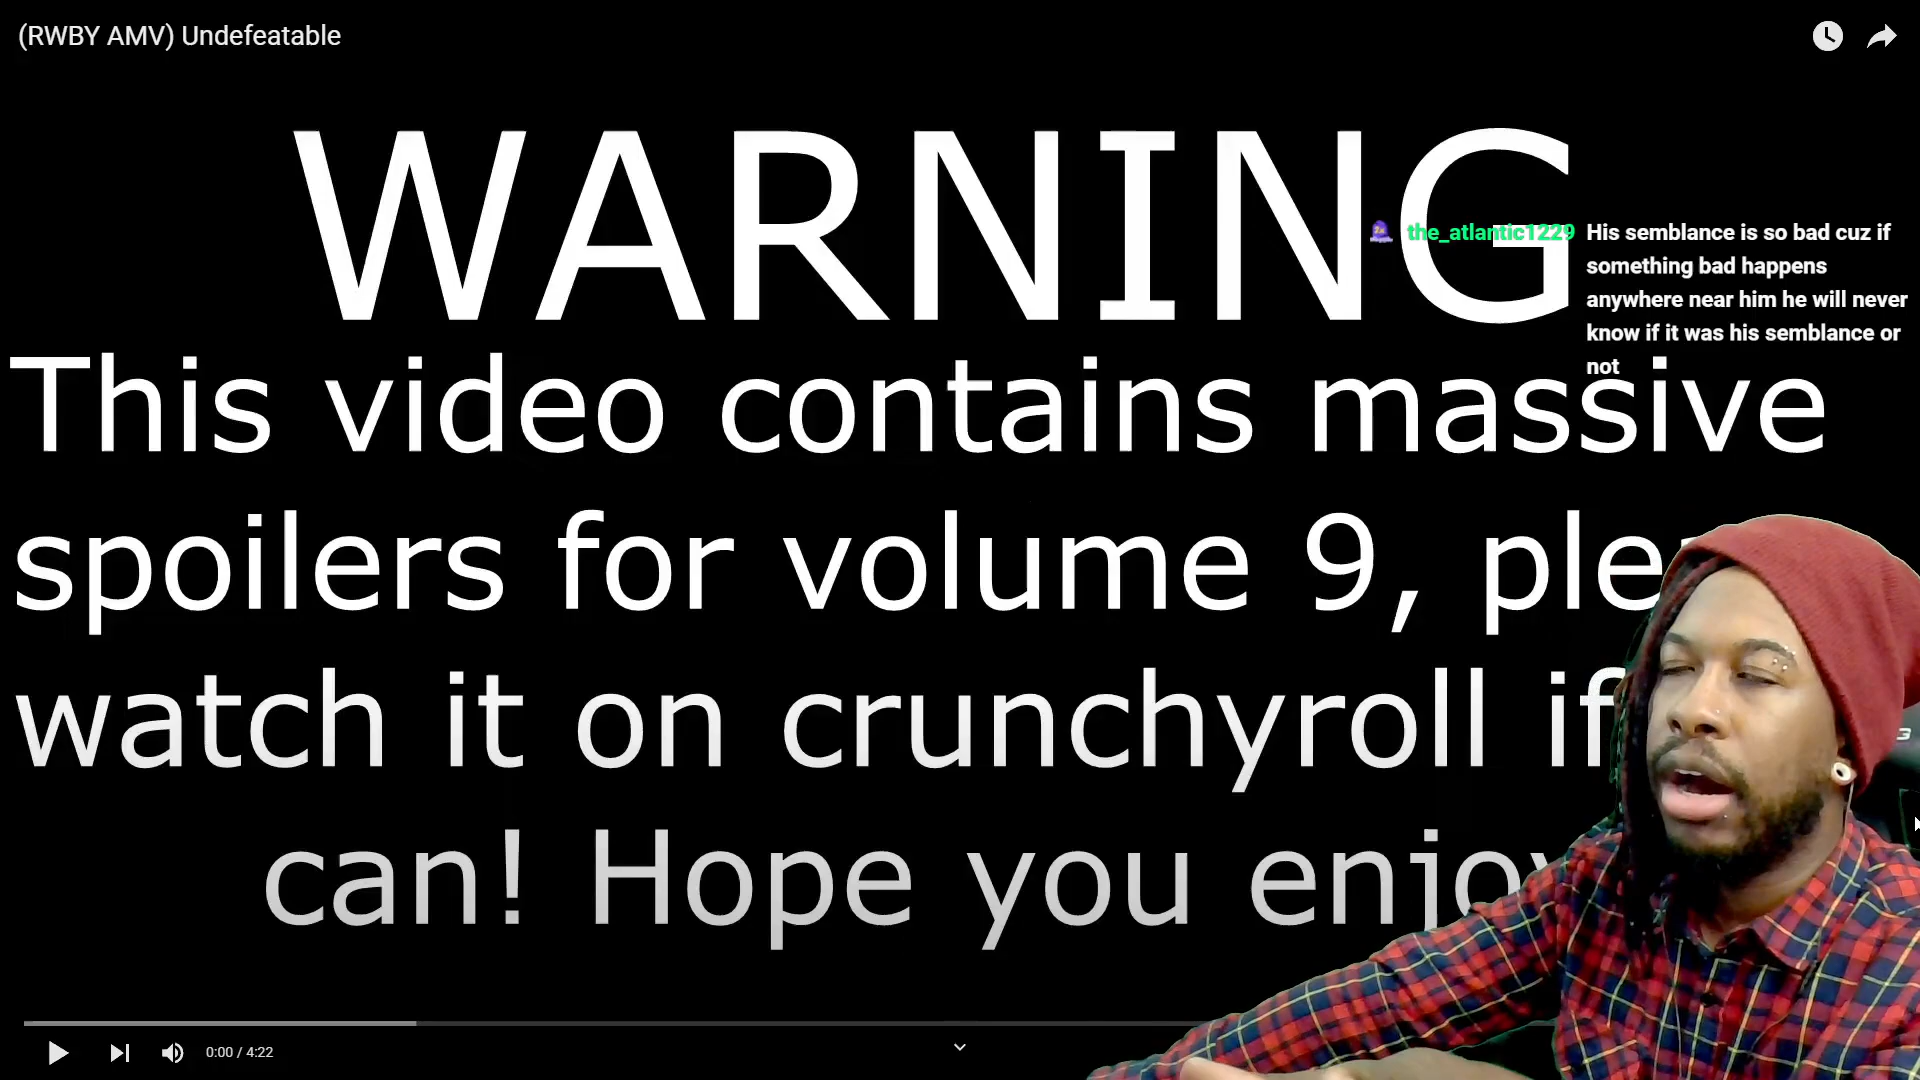 (RWBY AMV) Undefeatable
WARNING
the_atlantic1229 His semblance is so bad cuz if
something bad happens
anywhere near him he will never
know if it was his semblance or
not
This video contains massive
spoilers for volume 9,
watch it on crunchyroll if
can! Hope you
0:00 / 4:22